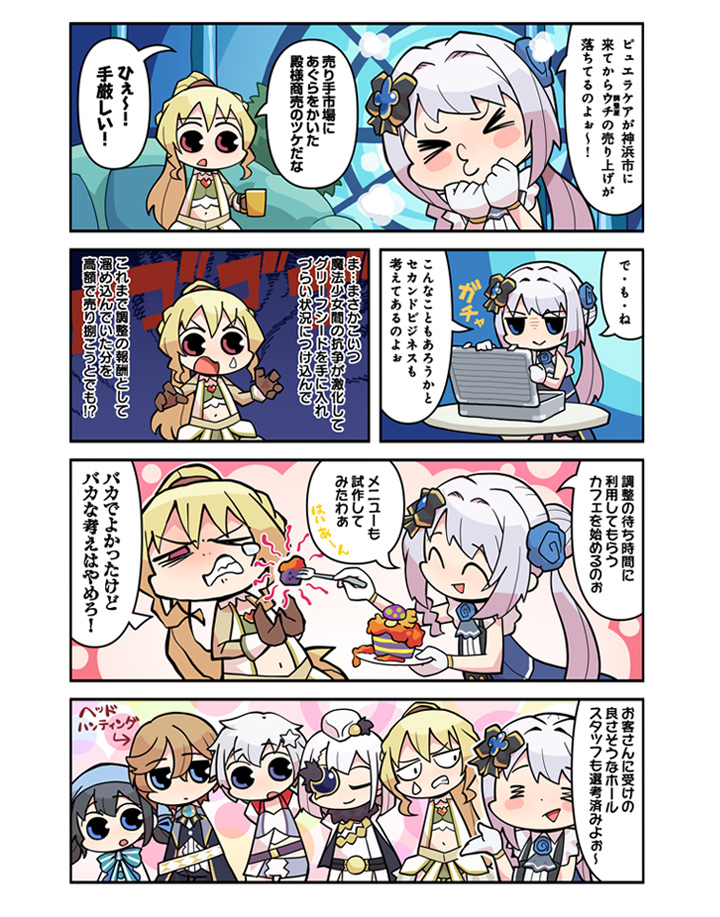 ピュエラケアが神浜市に
来てからウチの売り上げが
調整屋
落ちてるのよぉ～！
売り手市場に
あぐらをかいた
殿様商売のツケだな
ひぇ～！
手厳しい！
で・も・ね
ガチャ
こんなこともあろうかと
セカンドビジネスも
考えてあるのよぉ
ゴゴゴゴ
ま…まさかこいつ
魔法少女間の抗争が激化して
グリーフシードを手に入れ
づらい状況につけ込んで
これまで調整の報酬として
溜め込んでいた分を
高額で売り捌こうとでも!?
調整の待ち時間に
利用してもらう
カフェを始めるのぉ
メニューも
試作して
みたわぁ
はいあーん
バカでよかったけど
バカな考えはやめろ！
お客さんに受けの
良さそうなホール
スタッフも選考済みよぉ～
ヘッド
ハンティング